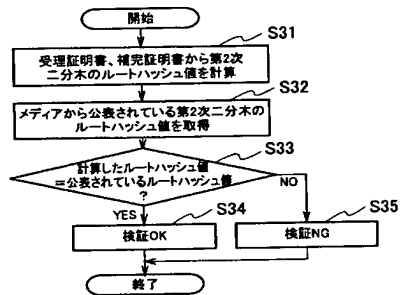 開始
S31
受理証明書、補完証明書から第2次
二分木のルートハッシュ値を計算
S32
メディアから公表されている第2次二分木の
ルートハッシュ値を取得
S33
計算したルートハッシュ値
=公表されているルートハッシュ値
?
NO
YES
S34
S35
検証OK
検証NG
終了